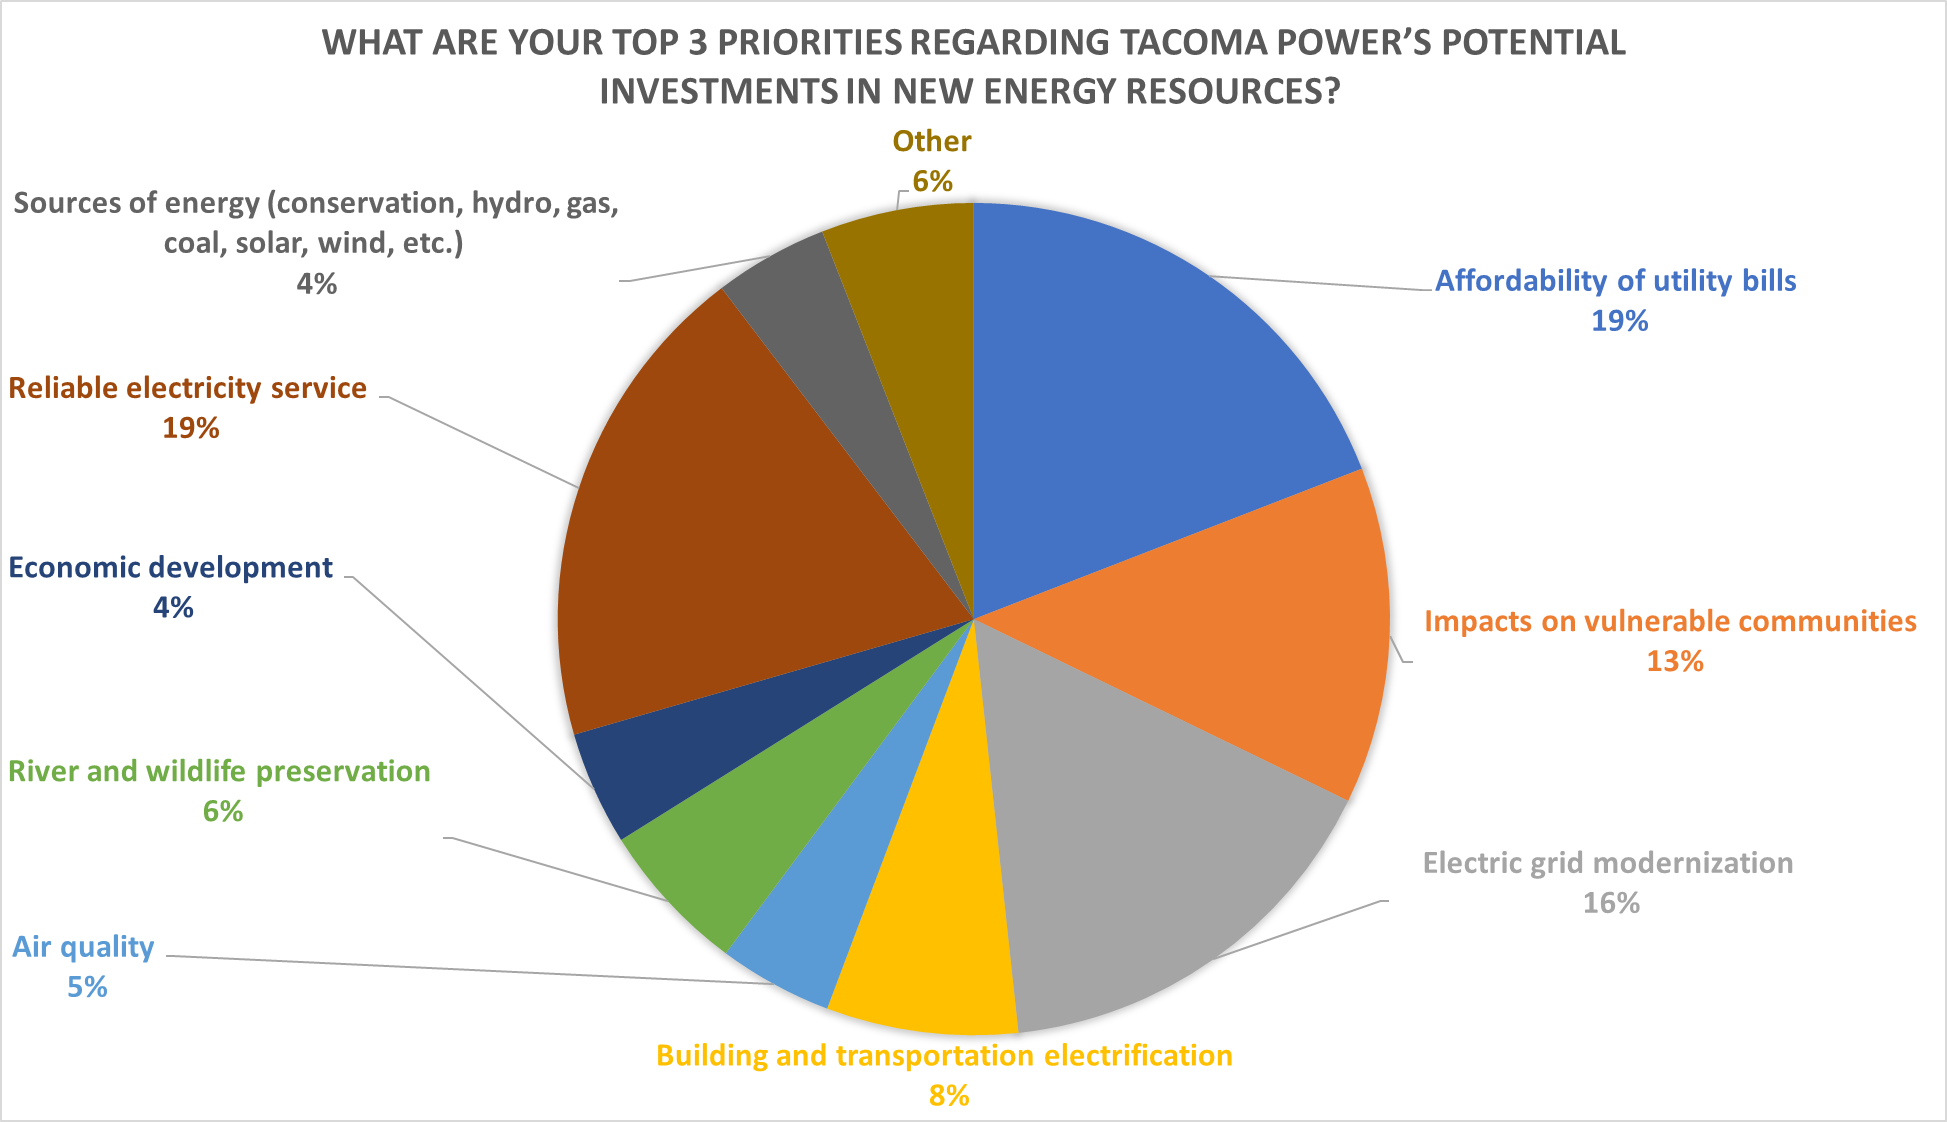 WHAT ARE YOUR TOP 3 PRIORITIES REGARDING TACOMA POWER’S POTENTIAL
INVESTMENTS IN NEW ENERGY RESOURCES?
Other
6%
Sources of energy (conservation, hydro, gas,
coal, solar, wind, etc.)
4%
Affordability of utility bills
19%
Reliable electricity service
19%
Economic development
4%
Impacts on vulnerable communities
13%
River and wildlife preservation
6%
Electric grid modernization
16%
Air quality
5%
Building and transportation electrification
8%